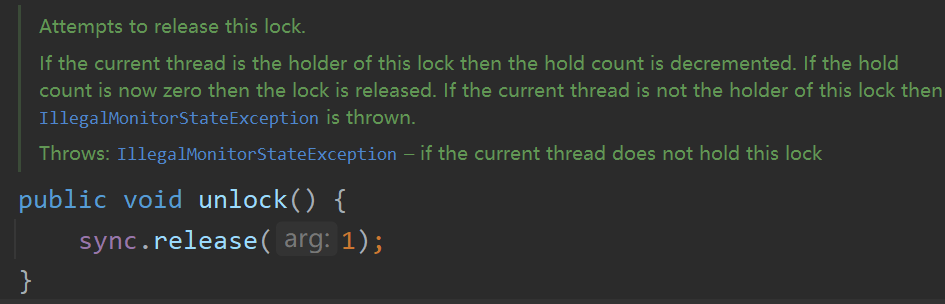 Attempts to release this lock.
If the current thread is the holder of this lock then the hold count is decremented. If the hold
count is now zero then the lock is released. If the current thread is not the holder of this lock then
IllegalMonitorStateException is thrown.
Throws: IllegalMonitorStateException – if the current thread does not hold this lock
public void unlock() {
    sync.release( arg: 1);
}